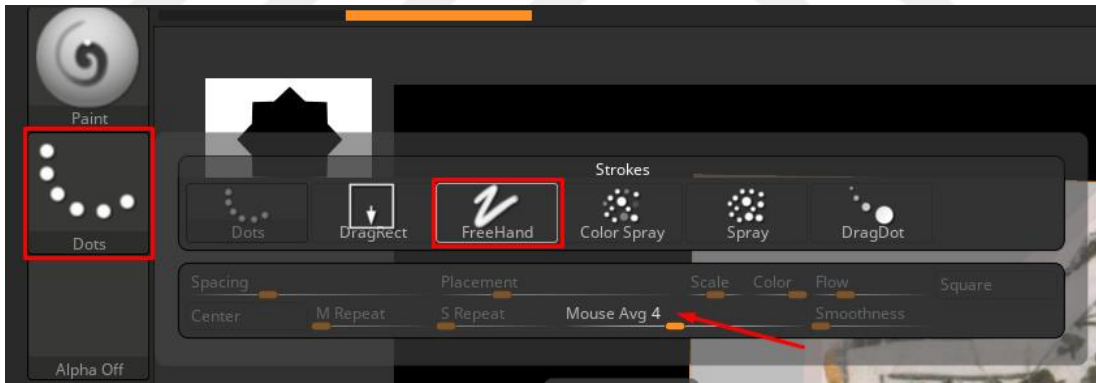 Paint
Dots
Alpha Off
Strokes
Dots DragRect FreeHand Color Spray Spray DragDot
Spacing Placement Scale Color Flow Square
Center M Repeat S Repeat Mouse Avg 4 Smoothness